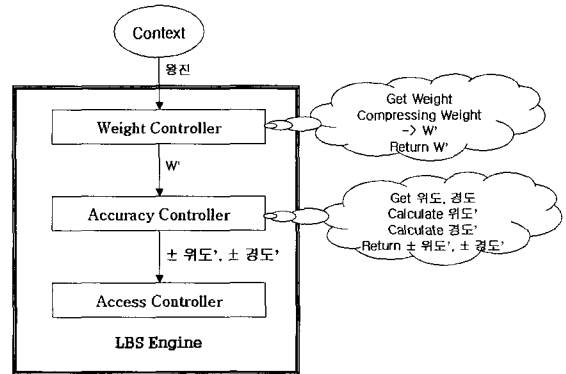 Context
왕진
Weight Controller
Get Weight
Compressing Weight
-> W'
Return W'
W'
Accuracy Controller
Get 위도, 경도
Calculate 위도'
Calculate 경도'
Return ± 위도', ± 경도'
± 위도', ± 경도'
Access Controller
LBS Engine